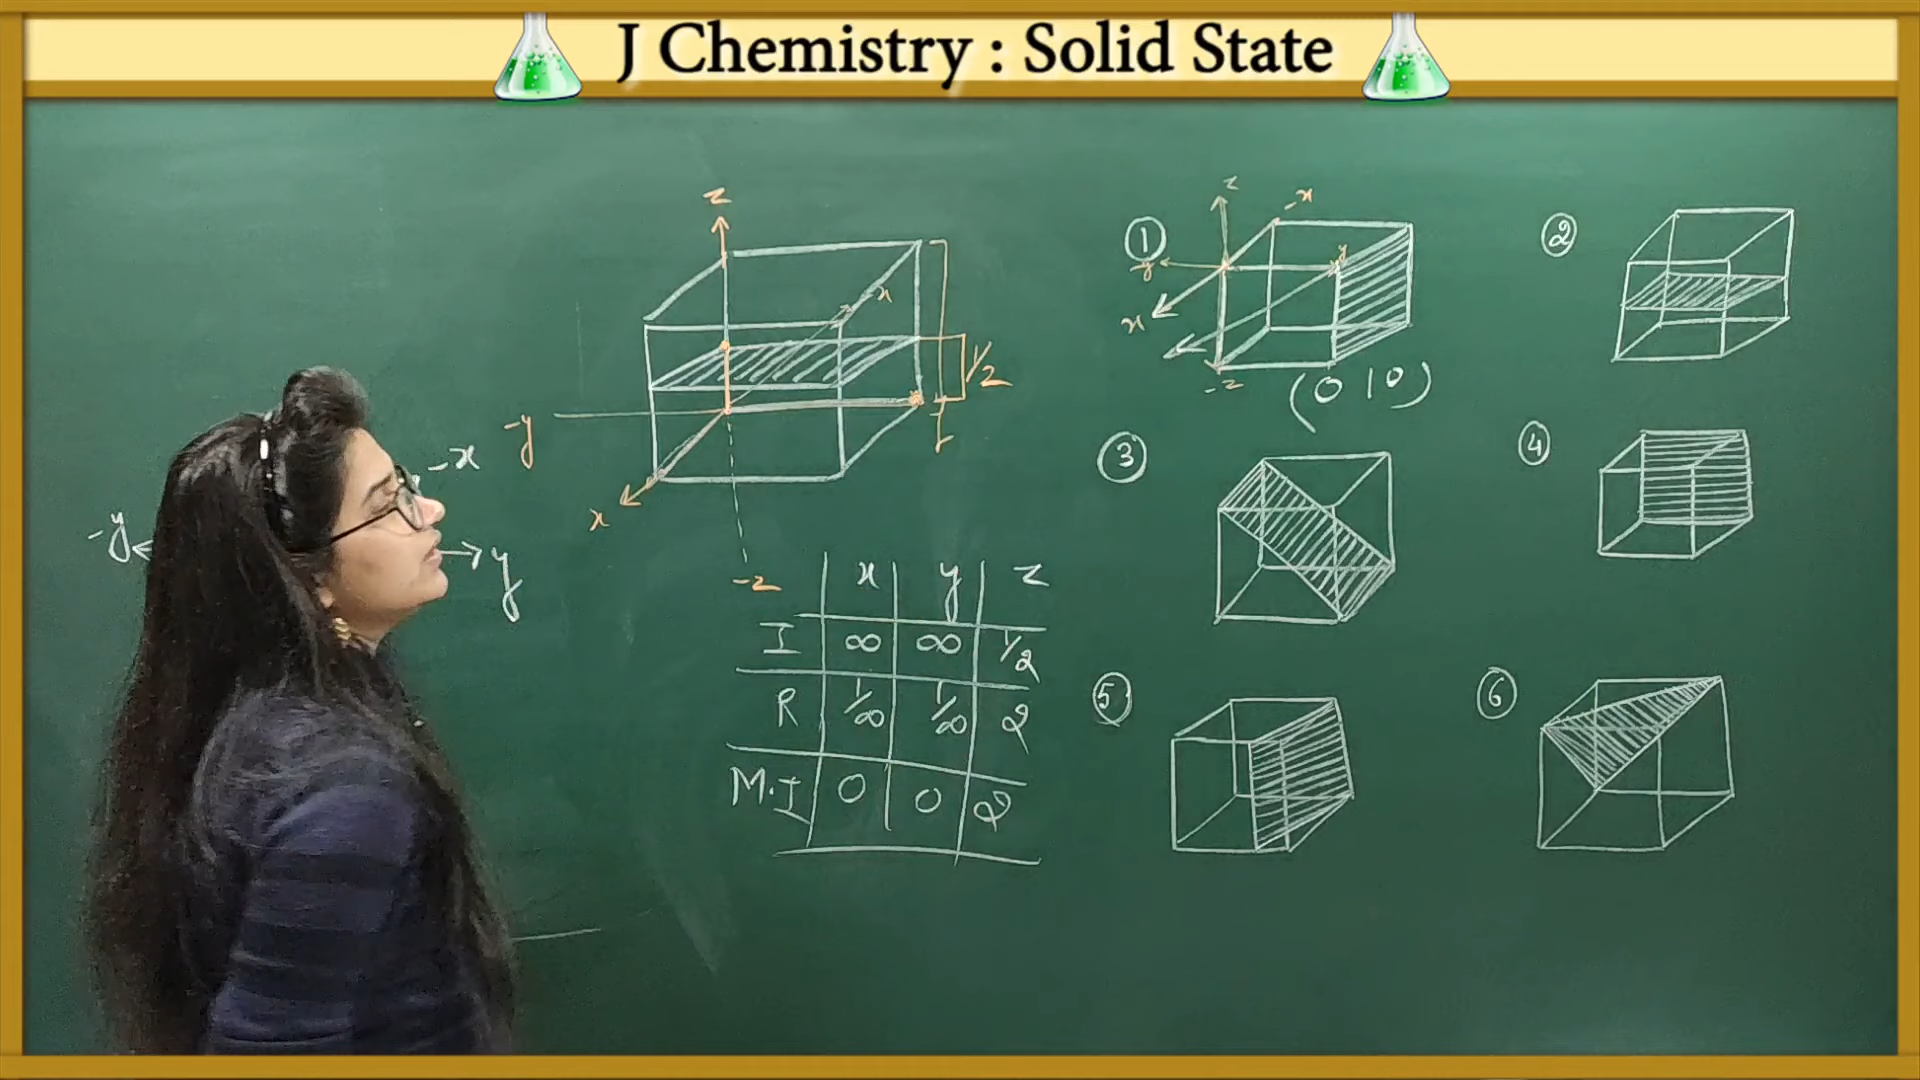 J Chemistry : Solid State
z
-y
x
-x
1/2
-z
-x
-y
y
x y z
I ∞ ∞ 1/2
R 1/∞ 1/∞ 2
M.I 0 0 2
① z -x
-y y
x
-z
(0 1 0)
②
③
④
⑤
⑥